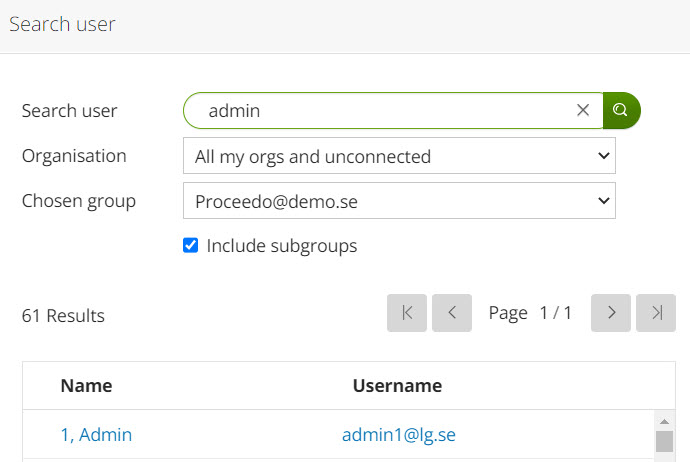 Search user
Search user admin
Organisation All my orgs and unconnected
Chosen group Proceedo@demo.se
Include subgroups
61 Results Page 1 / 1
Name Username
1, Admin admin1@lg.se